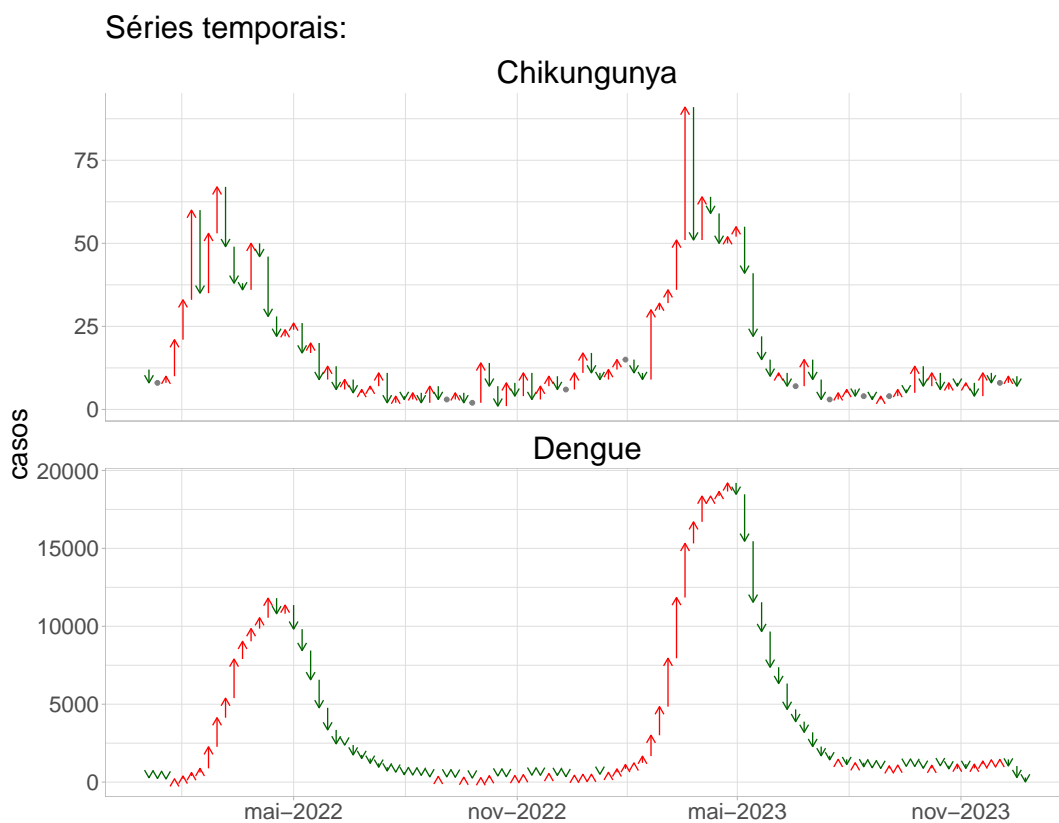 Séries temporais:
Chikungunya
75
50
25
0
casos
Dengue
20000
15000
10000
5000
0
mai−2022 nov−2022 mai−2023 nov−2023